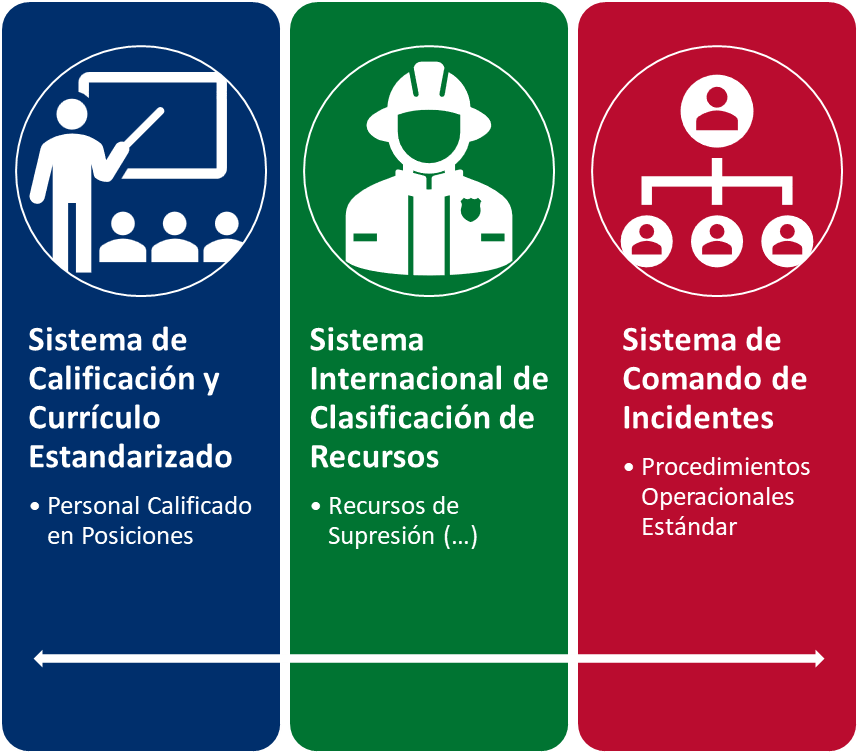 Sistema de
Calificación y
Currículo
Estandarizado
• Personal Calificado
en Posiciones
Sistema
Internacional de
Clasificación de
Recursos
• Recursos de
Supresión (...)
Sistema de
Comando de
Incidentes
• Procedimientos
Operacionales
Estándar